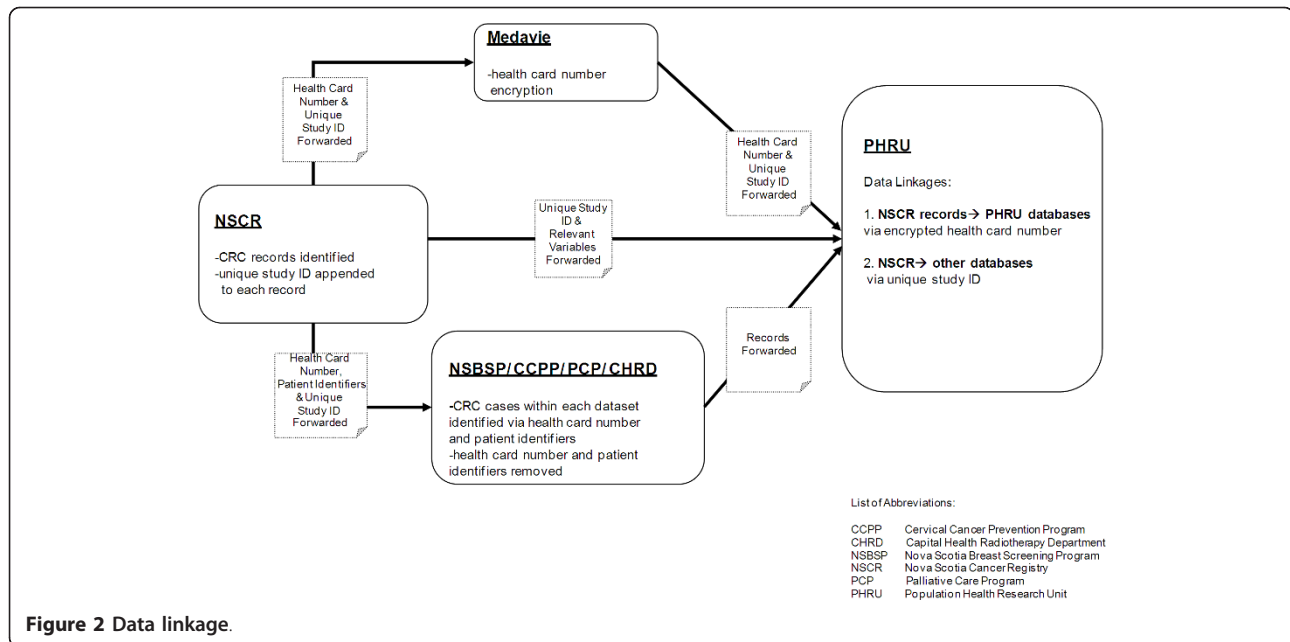 Medavie
-health card number
encryption
Health Card
Number &
Unique
Study ID
Forwarded
Health Card
Number &
Unique
Study ID
Forwarded
PHRU
Data Linkages:
1. NSCR records→ PHRU databases
via encrypted health card number
2. NSCR→ other databases
via unique study ID
NSCR
-CRC records identified
-unique study ID appended
to each record
Unique Study
ID &
Relevant
Variables
Forwarded
Health Card
Number,
Patient Identifiers
& Unique
Study ID
Forwarded
NSBSP/CCPP/PCP/CHRD
-CRC cases within each dataset
identified via health card number
and patient identifiers
-health card number and patient
identifiers removed
Records
Forwarded
List of Abbreviations:
CCPP Cervical Cancer Prevention Program
CHRD Capital Health Radiotherapy Department
NSBSP Nova Scotia Breast Screening Program
NSCR Nova Scotia Cancer Registry
PCP Palliative Care Program
PHRU Population Health Research Unit
Figure 2 Data linkage.